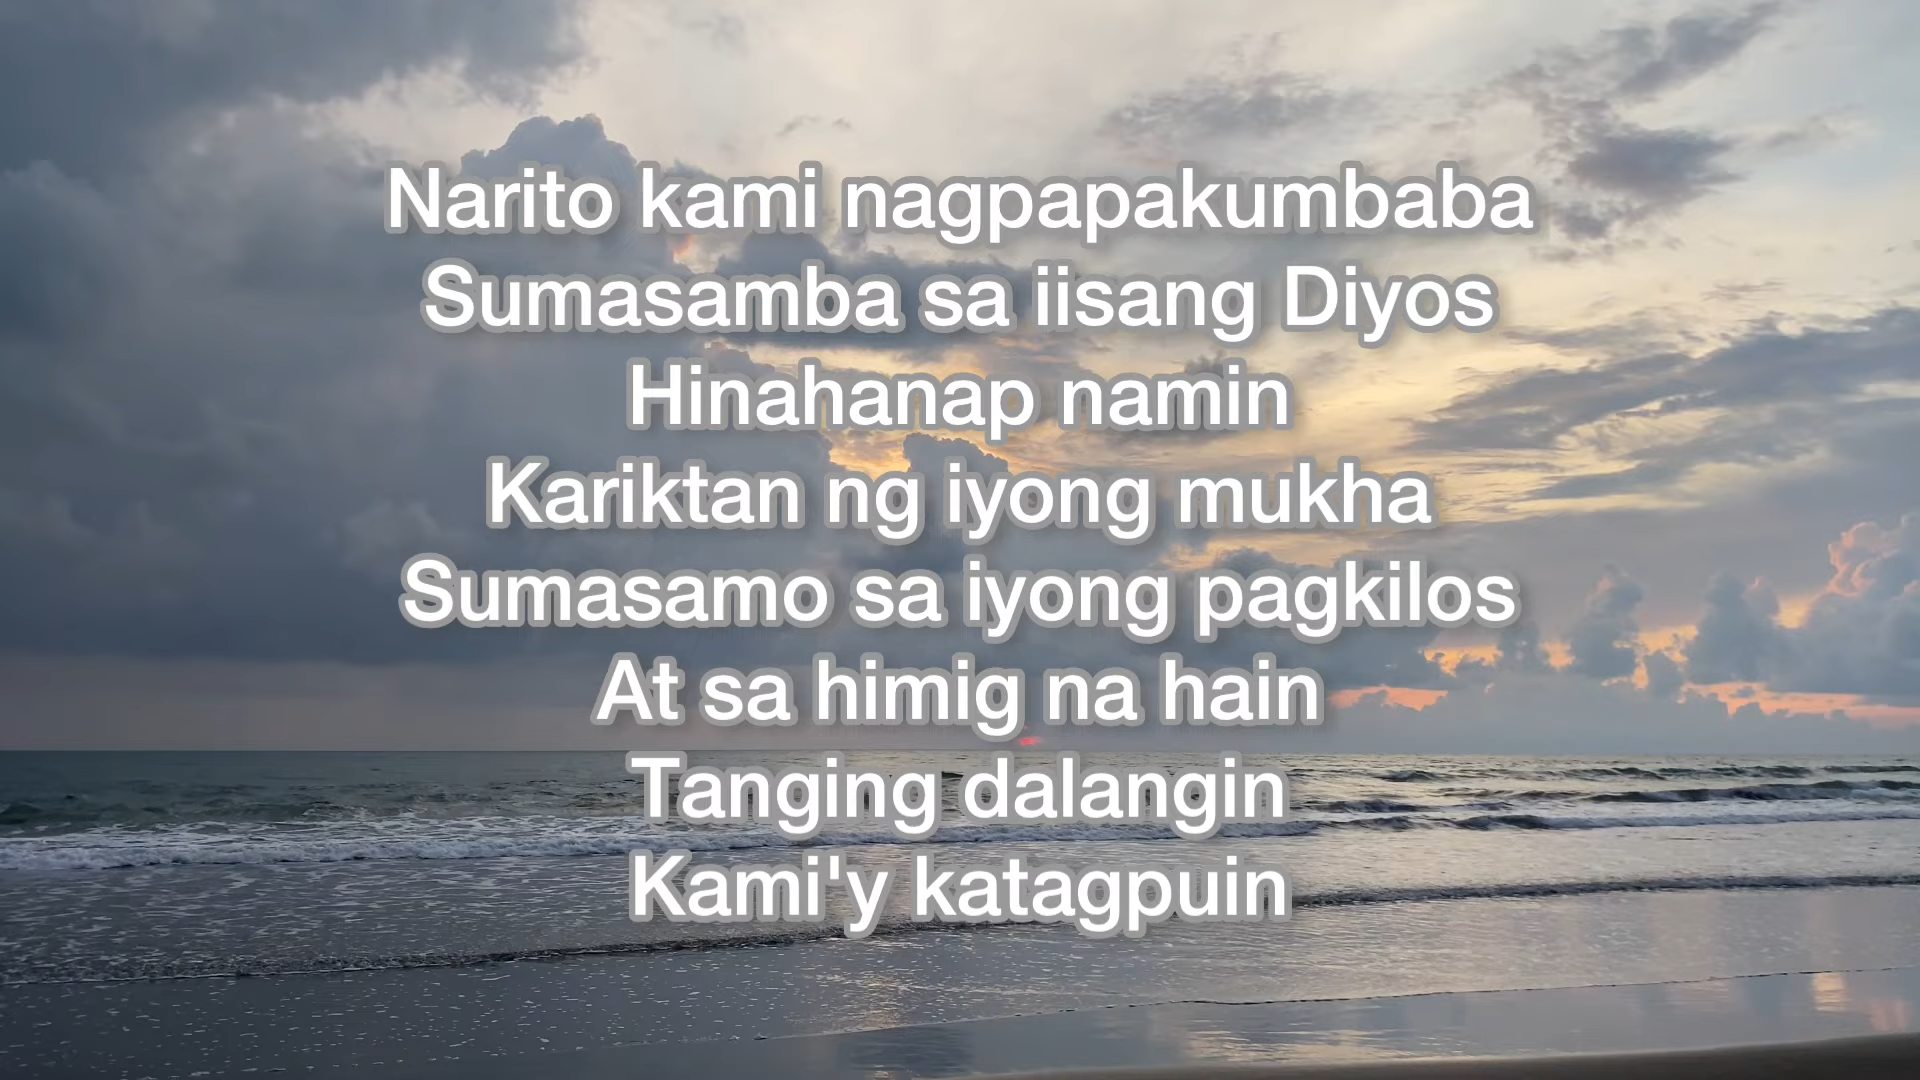 Narito kami nagpapakumbaba
Sumasamba sa iisang Diyos
Hinahanap namin
Kariktan ng iyong mukha
Sumasamo sa iyong pagkilos
At sa himig na hain
Tanging dalangin
Kami'y katagpuin